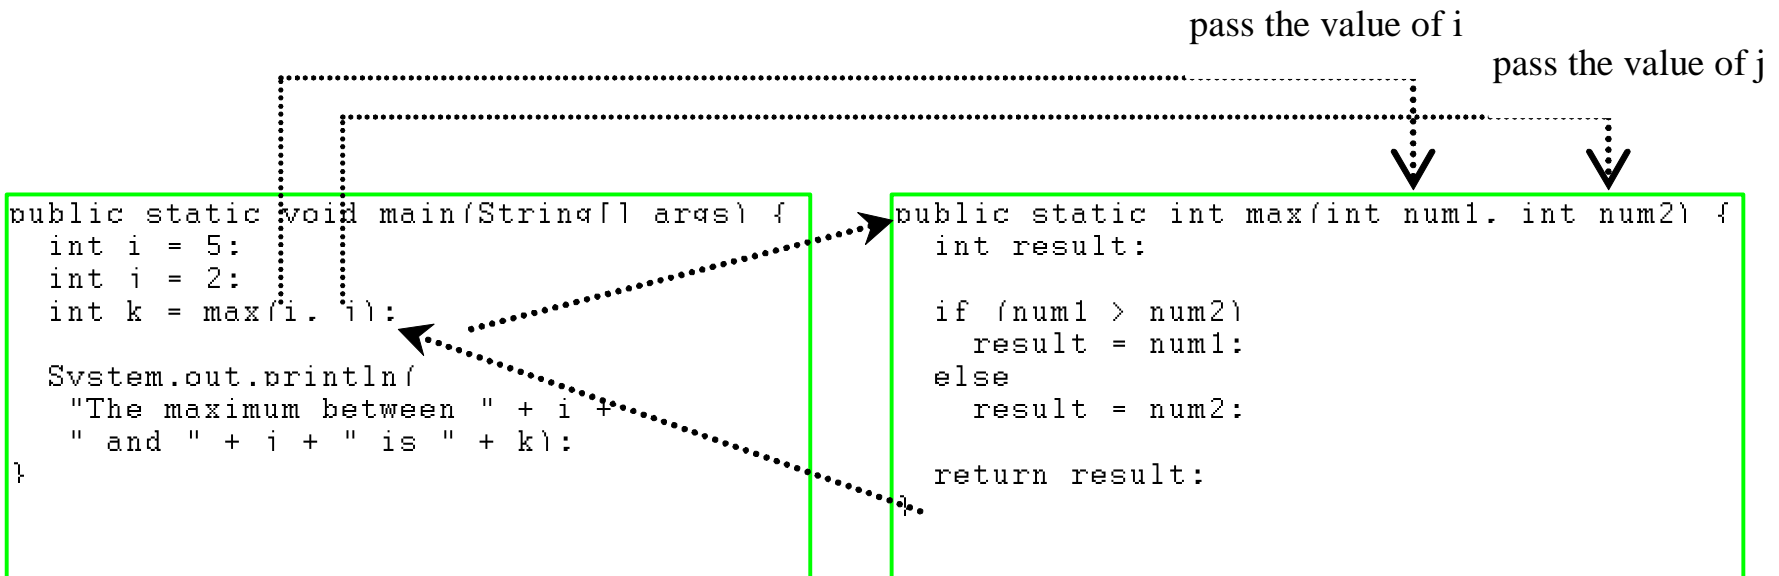 pass the value of i
pass the value of j
public static void main(String[] args) {
int i = 5;
int j = 2;
int k = max(i, j);
System.out.println(
"The maximum between " + i +
" and " + j + " is " + k);
}
public static int max(int num1, int num2) {
int result;
if (num1 > num2)
result = num1;
else
result = num2;
return result;
}